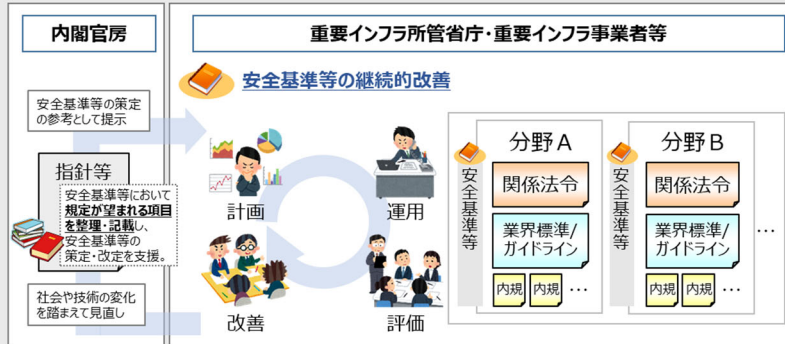 内閣官房
安全基準等の策定
の参考として提示
指針等
安全基準等において
規定が望まれる項目
を整理・記載し、
安全基準等の
策定・改定を支援。
社会や技術の変化
を踏まえて見直し
重要インフラ所管省庁・重要インフラ事業者等
安全基準等の継続的改善
計画
運用
改善
評価
分野A
安全基準等
関係法令
業界標準/
ガイドライン
内規
内規
…
分野B
安全基準等
関係法令
業界標準/
ガイドライン
内規
内規
…
…